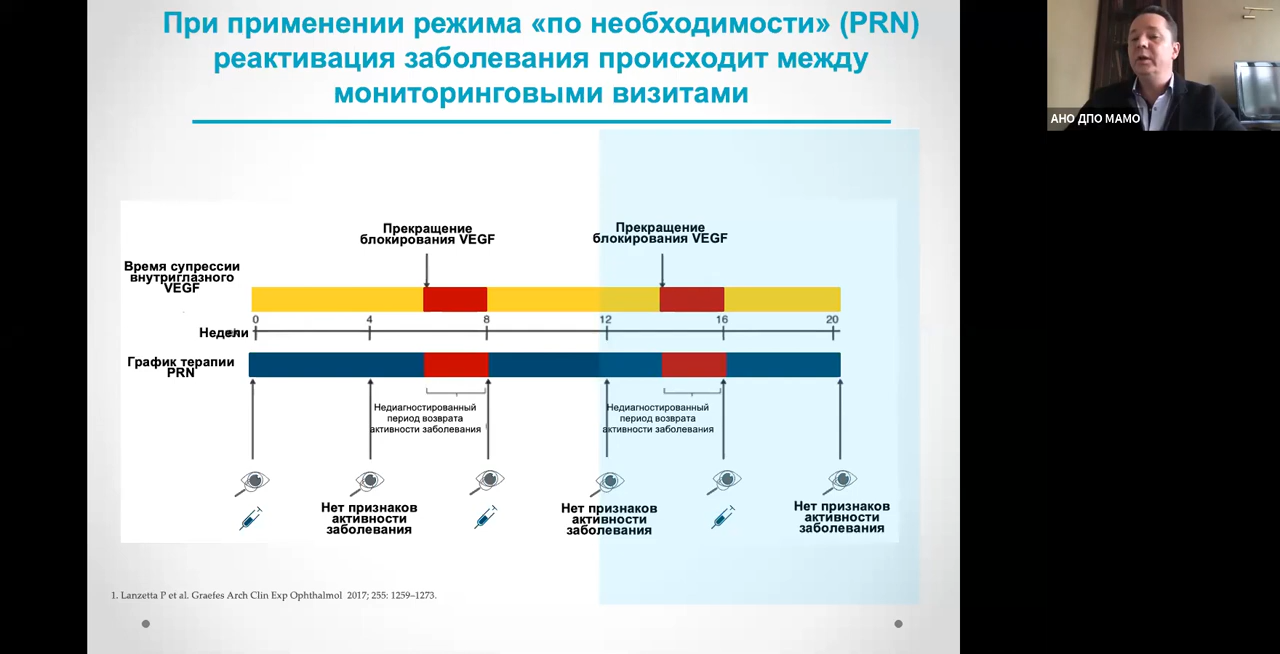 При применении режима «по необходимости» (PRN)
реактивация заболевания происходит между
мониторинговыми визитами
АНО ДПО МАМО
Прекращение
блокирования VEGF
Прекращение
блокирования VEGF
Время супрессии
внутриглазного
VEGF
0 4 8 12 16 20
Недели
График терапии
PRN
Недиагностированный
период возврата
активности заболевания
Недиагностированный
период возврата
активности заболевания
Нет признаков
активности
заболевания
Нет признаков
активности
заболевания
Нет признаков
активности
заболевания
1. Lanzetta P et al. Graefes Arch Clin Exp Ophthalmol 2017; 255: 1259–1273.